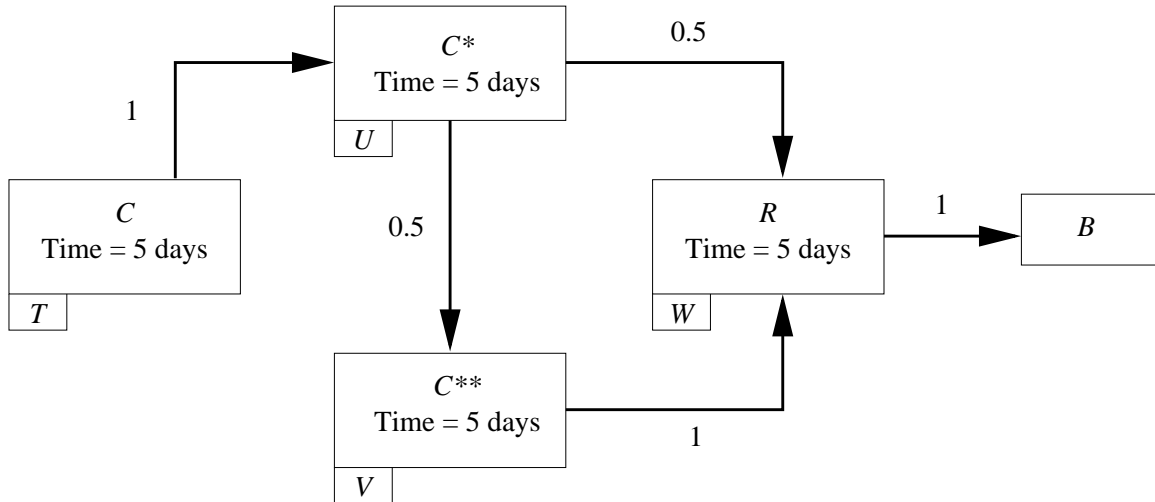 C*
Time = 5 days
U
0.5
1
C
Time = 5 days
T
0.5
R
Time = 5 days
W
1
B
C**
Time = 5 days
V
1